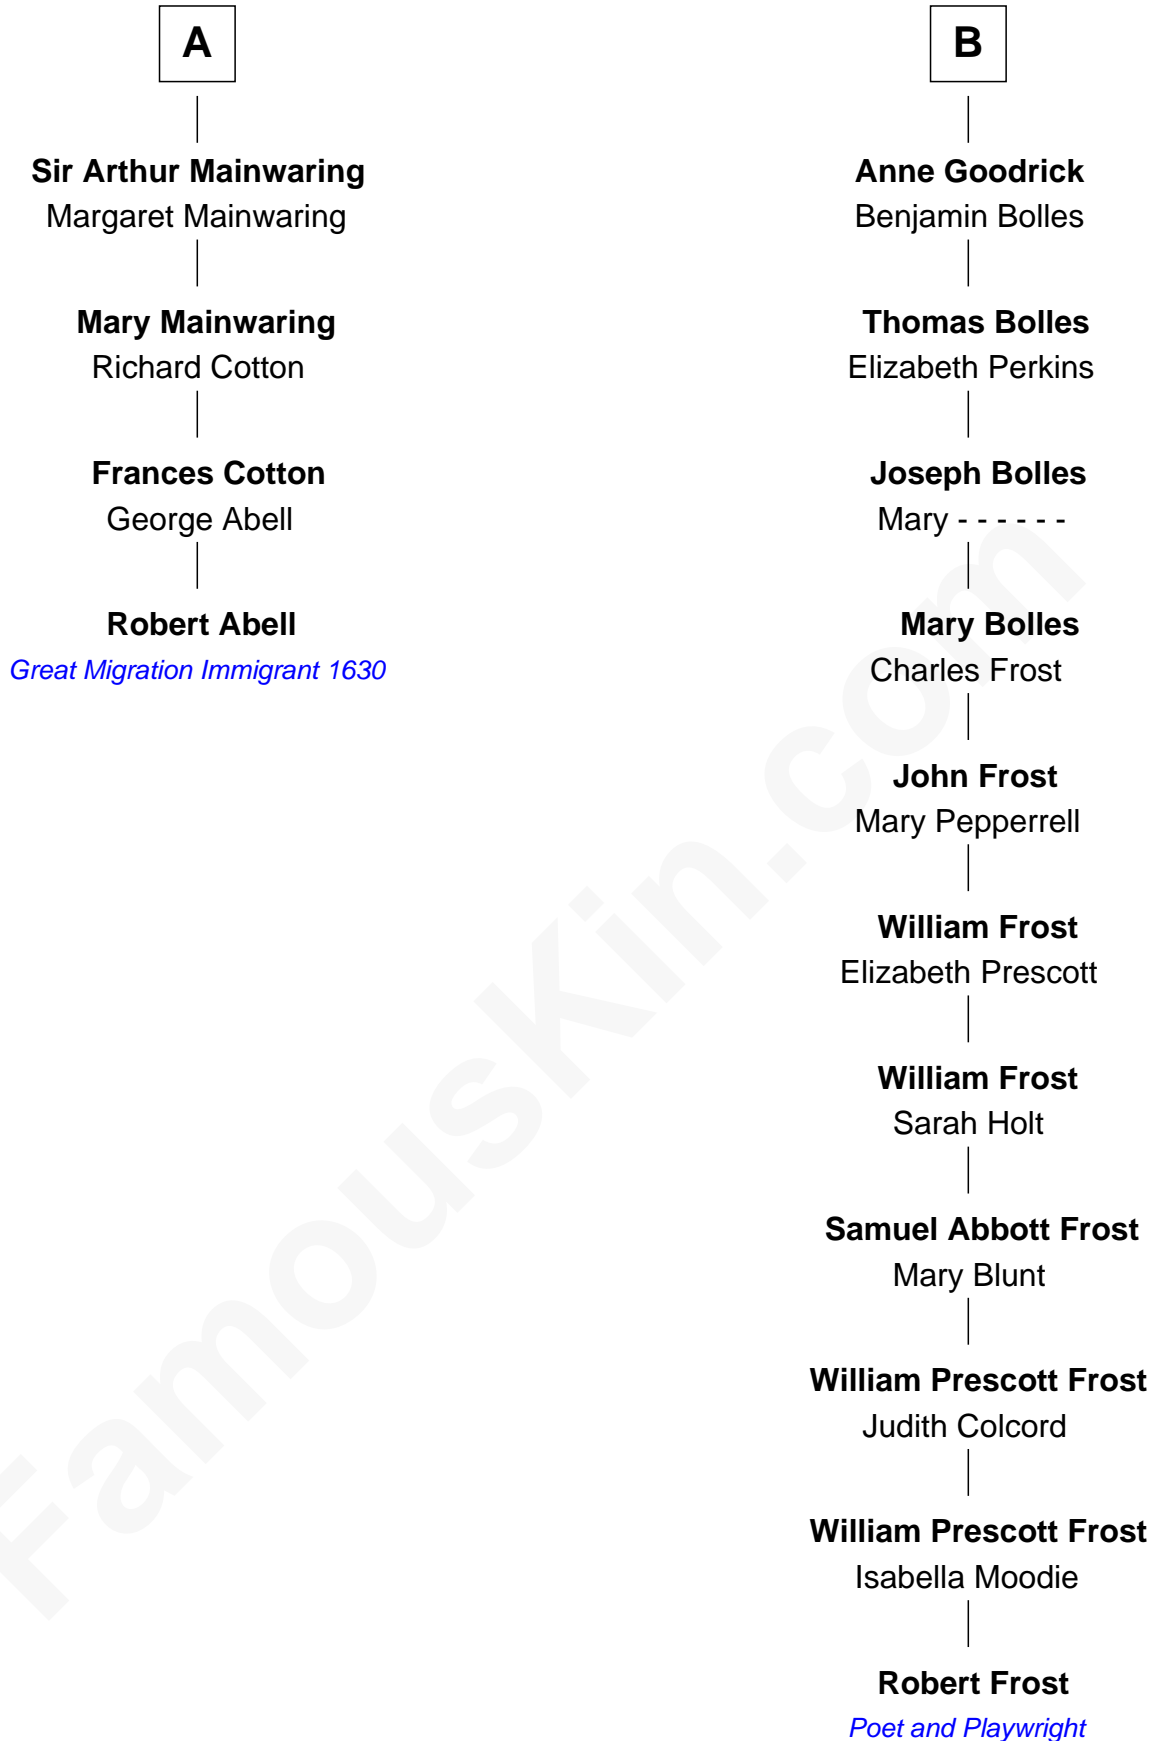 A
Sir Arthur Mainwaring
Margaret Mainwaring
Mary Mainwaring
Richard Cotton
Frances Cotton
George Abell
Robert Abell
Great Migration Immigrant 1630
B
Anne Goodrick
Benjamin Bolles
Thomas Bolles
Elizabeth Perkins
Joseph Bolles
Mary - - - - - -
Mary Bolles
Charles Frost
John Frost
Mary Pepperrell
William Frost
Elizabeth Prescott
William Frost
Sarah Holt
Samuel Abbott Frost
Mary Blunt
William Prescott Frost
Judith Colcord
William Prescott Frost
Isabella Moodie
Robert Frost
Poet and Playwright
FamousKin.com